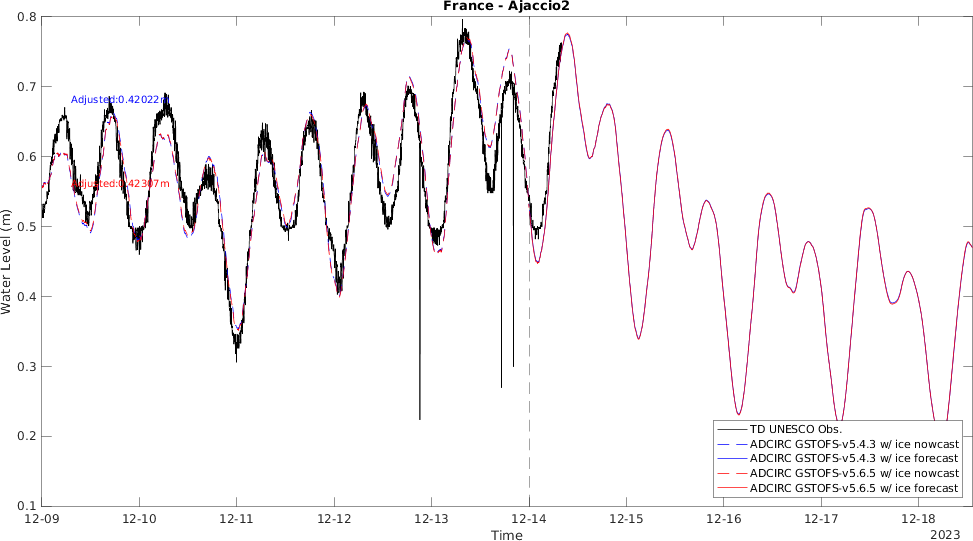 France - Ajaccio2
0.8
0.7
0.6
0.5
0.4
0.3
0.2
0.1
Water Level (m)
Adjusted:0.42022m
Adjusted:0.42307m
TD UNESCO Obs.
ADCIRC GSTOFS-v5.4.3 w/ ice nowcast
ADCIRC GSTOFS-v5.4.3 w/ ice forecast
ADCIRC GSTOFS-v5.6.5 w/ ice nowcast
ADCIRC GSTOFS-v5.6.5 w/ ice forecast
12-09 12-10 12-11 12-12 12-13 12-14 12-15 12-16 12-17 12-18
Time
2023